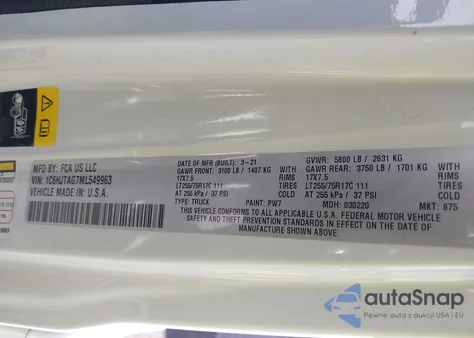 MFD BY: FCA US LLC
VIN: 1C6HJTAG7ML549963
VEHICLE MADE IN: U.S.A.
DATE OF MFR (BUILT): 3-21
GAWR FRONT: 3100 LB / 1407 KG
17X7.5 RIMS
LT255/75R17C 111 TIRES
AT 255 kPa / 37 PSI COLD
TYPE: TRUCK
GVWR: 5800 LB / 2631 KG
GAWR REAR: 3750 LB / 1701 KG
WITH 17X7.5 RIMS
TIRES LT255/75R17C 111
COLD AT 255 kPa / 37 PSI
PAINT: PW7
MDH: 030220
MKT: 875
THIS VEHICLE CONFORMS TO ALL APPLICABLE U.S.A. FEDERAL MOTOR VEHICLE
SAFETY AND THEFT PREVENTION STANDARDS IN EFFECT ON THE DATE OF
MANUFACTURE SHOWN ABOVE.
autoSnap
Pewne auta z aukcji USA i EU